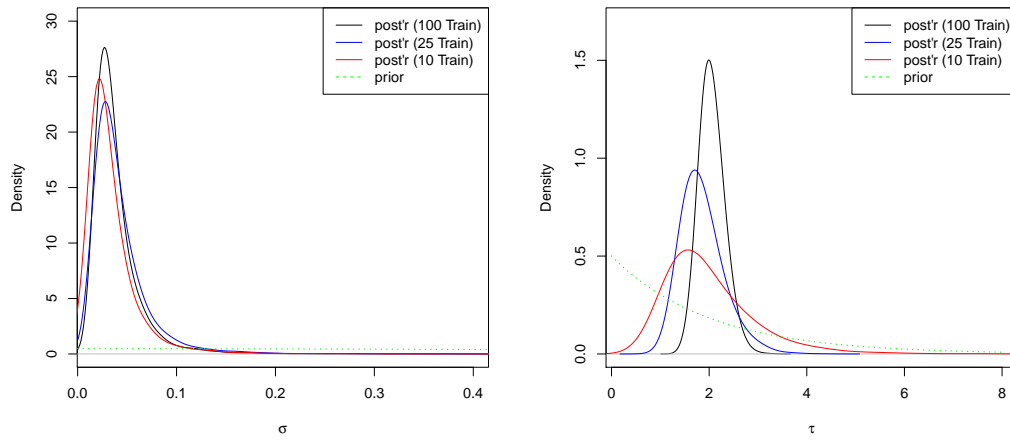 post'r (100 Train)
post'r (25 Train)
post'r (10 Train)
prior
Density
30
25
20
15
10
5
0
0.0 0.1 0.2 0.3 0.4
σ
post'r (100 Train)
post'r (25 Train)
post'r (10 Train)
prior
Density
1.5
1.0
0.5
0.0
0 2 4 6 8
τ